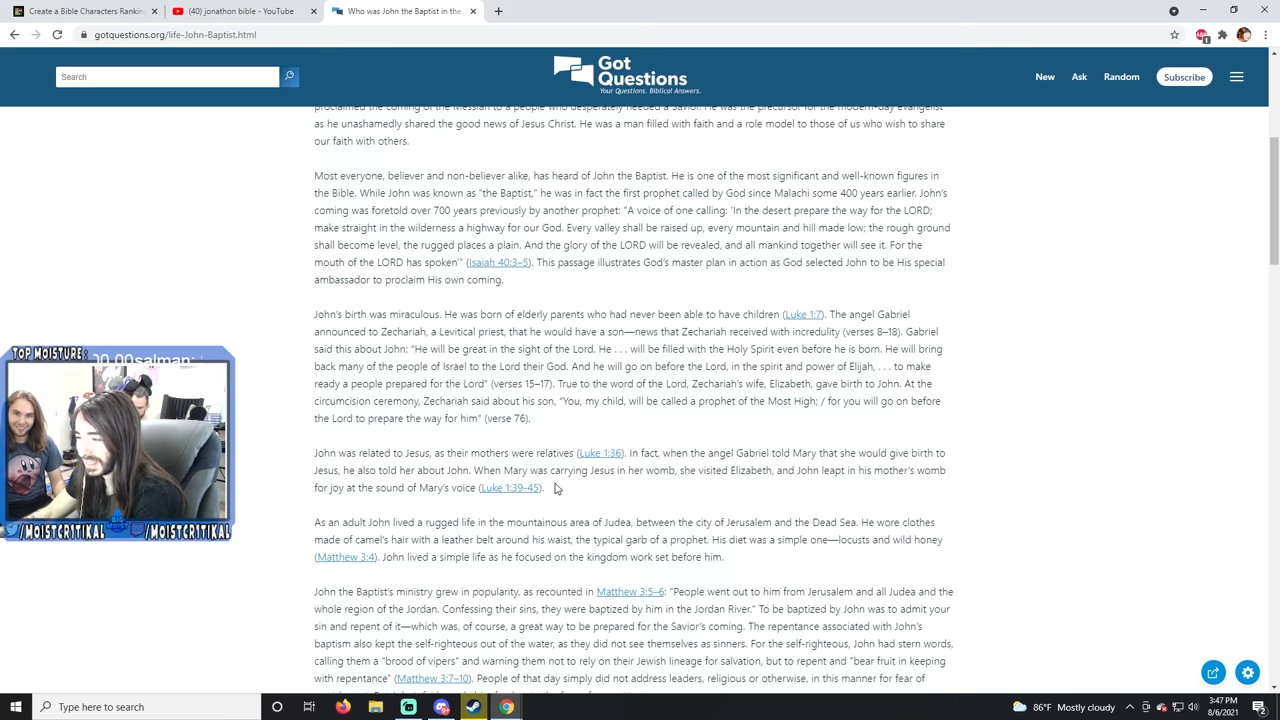 Create a Bible Characters Rankin
(40) jonathon bible - YouTube
Who was John the Baptist in the
gotquestions.org/life-John-Baptist.html
Search
Got
Questions
Your Questions. Biblical Answers.
New Ask Random Subscribe
proclaimed the coming of the Messiah to a people who desperately needed a Savior. He was the precursor for the modern-day evangelist
as he unashamedly shared the good news of Jesus Christ. He was a man filled with faith and a role model to those of us who wish to share
our faith with others.
Most everyone, believer and non-believer alike, has heard of John the Baptist. He is one of the most significant and well-known figures in
the Bible. While John was known as "the Baptist," he was in fact the first prophet called by God since Malachi some 400 years earlier. John's
coming was foretold over 700 years previously by another prophet: "A voice of one calling: 'In the desert prepare the way for the LORD;
make straight in the wilderness a highway for our God. Every valley shall be raised up, every mountain and hill made low; the rough ground
shall become level, the rugged places a plain. And the glory of the LORD will be revealed, and all mankind together will see it. For the
mouth of the LORD has spoken'" (Isaiah 40:3–5). This passage illustrates God's master plan in action as God selected John to be His special
ambassador to proclaim His own coming.
John's birth was miraculous. He was born of elderly parents who had never been able to have children (Luke 1:7). The angel Gabriel
announced to Zechariah, a Levitical priest, that he would have a son—news that Zechariah received with incredulity (verses 8–18). Gabriel
said this about John: "He will be great in the sight of the Lord. He . . . will be filled with the Holy Spirit even before he is born. He will bring
back many of the people of Israel to the Lord their God. And he will go on before the Lord, in the spirit and power of Elijah, . . . to make
ready a people prepared for the Lord" (verses 15–17). True to the word of the Lord, Zechariah's wife, Elizabeth, gave birth to John. At the
circumcision ceremony, Zechariah said about his son, "You, my child, will be called a prophet of the Most High; / for you will go on before
the Lord to prepare the way for him" (verse 76).
John was related to Jesus, as their mothers were relatives (Luke 1:36). In fact, when the angel Gabriel told Mary that she would give birth to
Jesus, he also told her about John. When Mary was carrying Jesus in her womb, she visited Elizabeth, and John leapt in his mother's womb
for joy at the sound of Mary's voice (Luke 1:39-45).
As an adult John lived a rugged life in the mountainous area of Judea, between the city of Jerusalem and the Dead Sea. He wore clothes
made of camel's hair with a leather belt around his waist, the typical garb of a prophet. His diet was a simple one—locusts and wild honey
(Matthew 3:4). John lived a simple life as he focused on the kingdom work set before him.
John the Baptist's ministry grew in popularity, as recounted in Matthew 3:5–6: "People went out to him from Jerusalem and all Judea and the
whole region of the Jordan. Confessing their sins, they were baptized by him in the Jordan River." To be baptized by John was to admit your
sin and repent of it—which was, of course, a great way to be prepared for the Savior's coming. The repentance associated with John's
baptism also kept the self-righteous out of the water, as they did not see themselves as sinners. For the self-righteous, John had stern words,
calling them a "brood of vipers" and warning them not to rely on their Jewish lineage for salvation, but to repent and "bear fruit in keeping
with repentance" (Matthew 3:7–10). People of that day simply did not address leaders, religious or otherwise, in this manner for fear of
TOP MOISTURE: 00.00salman:
/MOISTCR1TIKAL BIG MOIST /MOISTCR1TIKAL
Type here to search
86°F Mostly cloudy
3:47 PM
8/6/2021